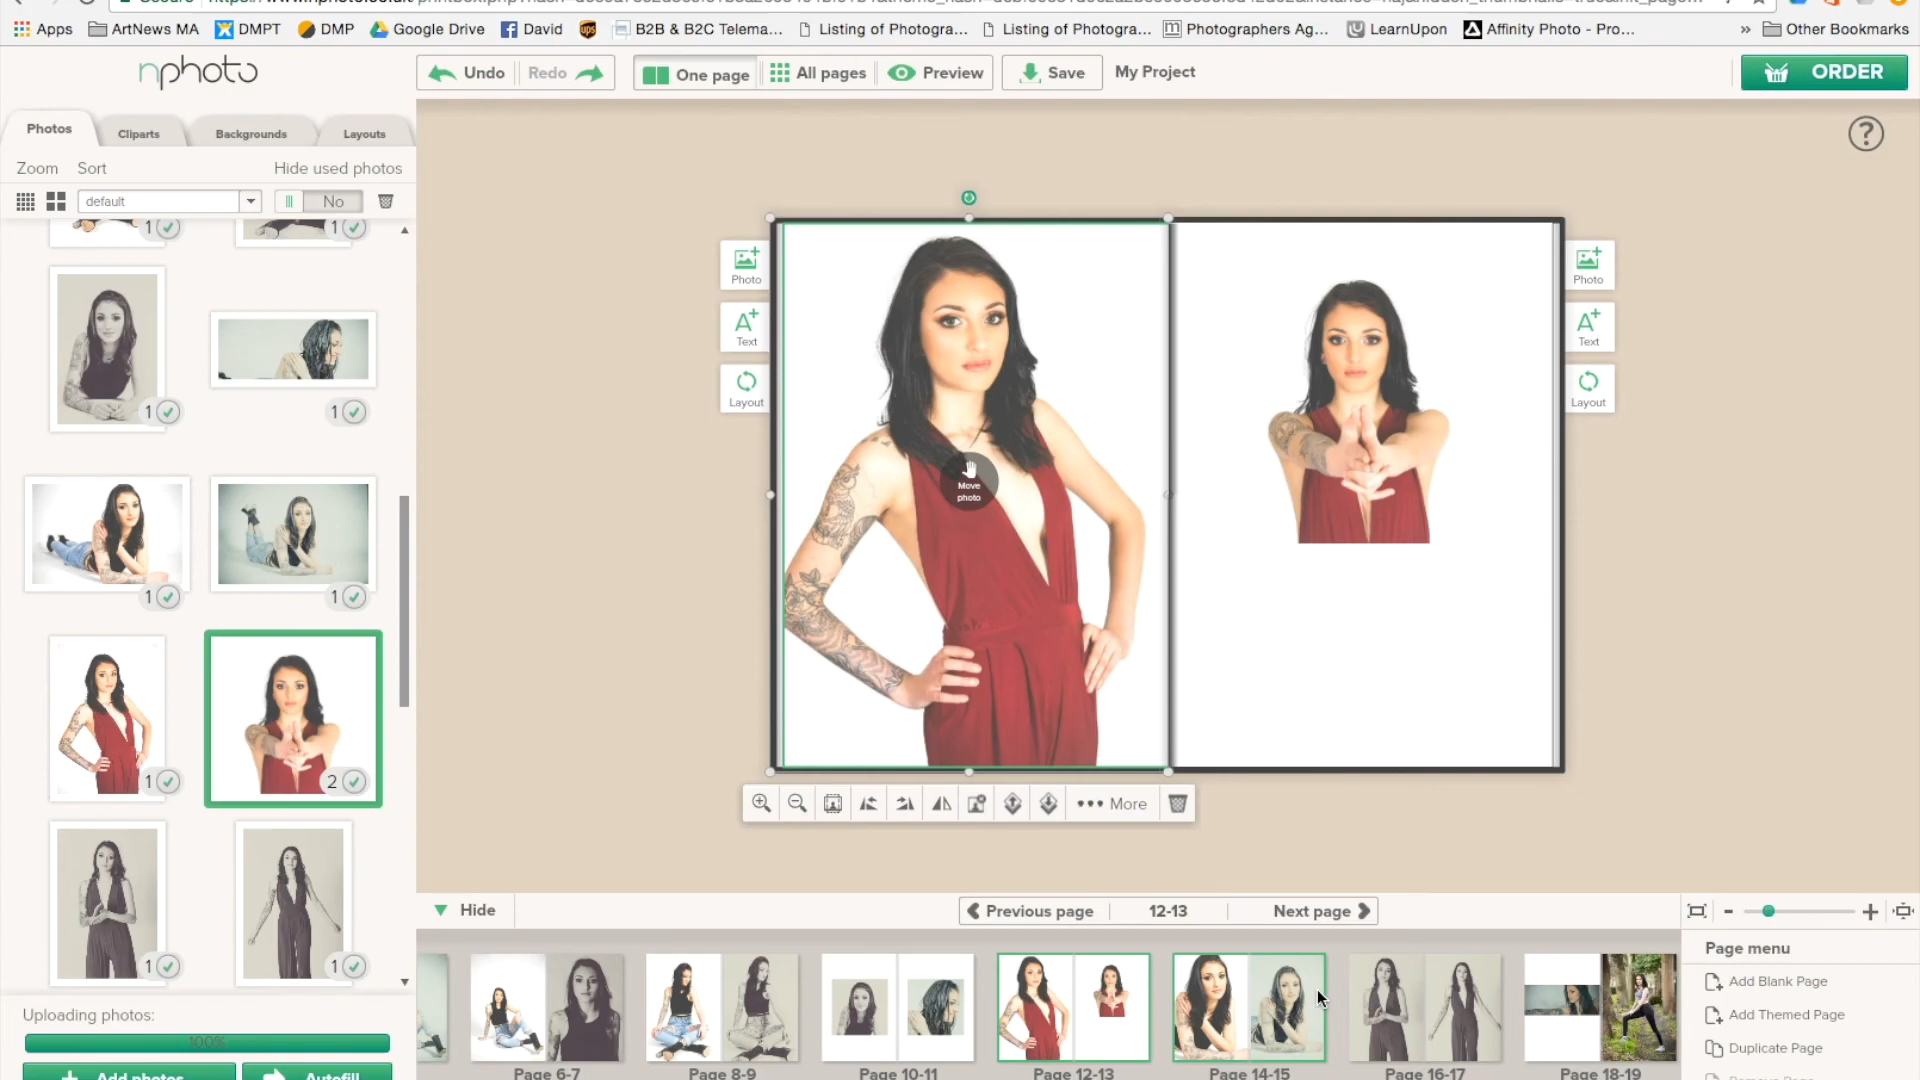 Apps ArtNews MA DMPT DMP Google Drive David B2B & B2C Telema... Listing of Photogra... Listing of Photogra... Photographers Ag... LearnUpon Affinity Photo - Pro... » Other Bookmarks
nphoto Undo Redo One page All pages Preview Save My Project ORDER
Photos Cliparts Backgrounds Layouts
Zoom Sort Hide used photos
default No
1 1
Photo Photo
Text Text
Layout Layout
1 1
Move
photo
1 1
1 2
More
1 1
Hide Previous page 12-13 Next page
Page menu
Add Blank Page
Add Themed Page
Duplicate Page
Uploading photos:
100%
Add photos Autofill
Page 6-7 Page 8-9 Page 10-11 Page 12-13 Page 14-15 Page 16-17 Page 18-19